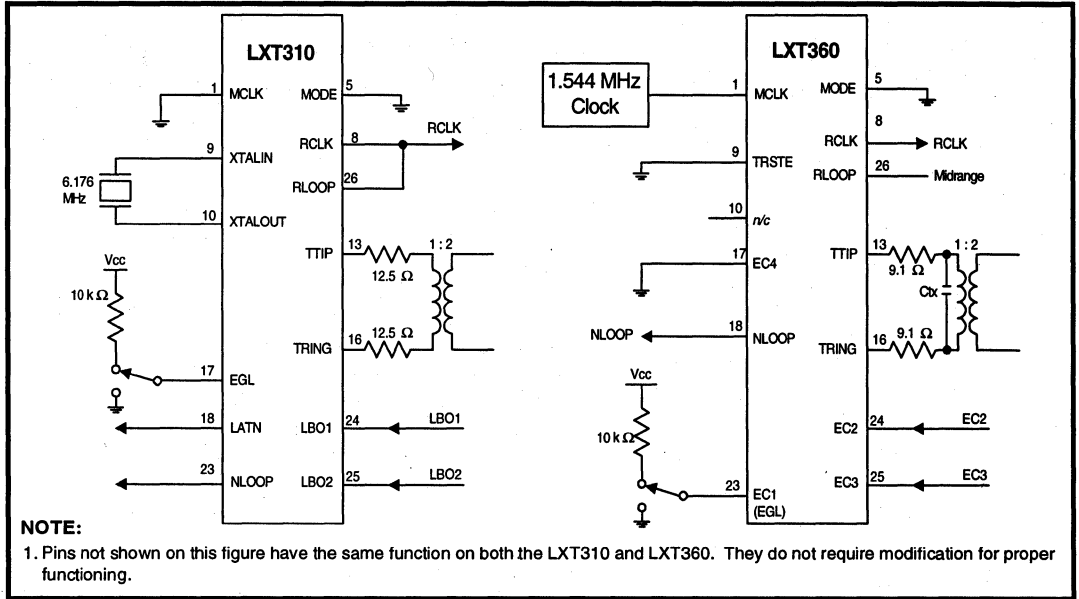 LXT310
1 MCLK
MODE 5
RCLK 8
RCLK
9 XTALIN
RLOOP 26
6.176 MHz
10 XTALOUT
TTIP 13
12.5 Ω
1 : 2
Vcc
10 kΩ
TRING 16
12.5 Ω
17 EGL
18 LATN
LBO1 24
LBO1
23 NLOOP
LBO2 25
LBO2
LXT360
1.544 MHz
Clock
1 MCLK
MODE 5
RCLK 8
RCLK
9 TRSTE
RLOOP 26
Midrange
10 n/c
17 EC4
TTIP 13
9.1 Ω
1 : 2
Ctx
NLOOP
18 NLOOP
TRING 16
9.1 Ω
Vcc
10 kΩ
EC2 24
EC2
23 EC1
(EGL)
EC3 25
EC3
NOTE:
1. Pins not shown on this figure have the same function on both the LXT310 and LXT360. They do not require modification for proper
functioning.